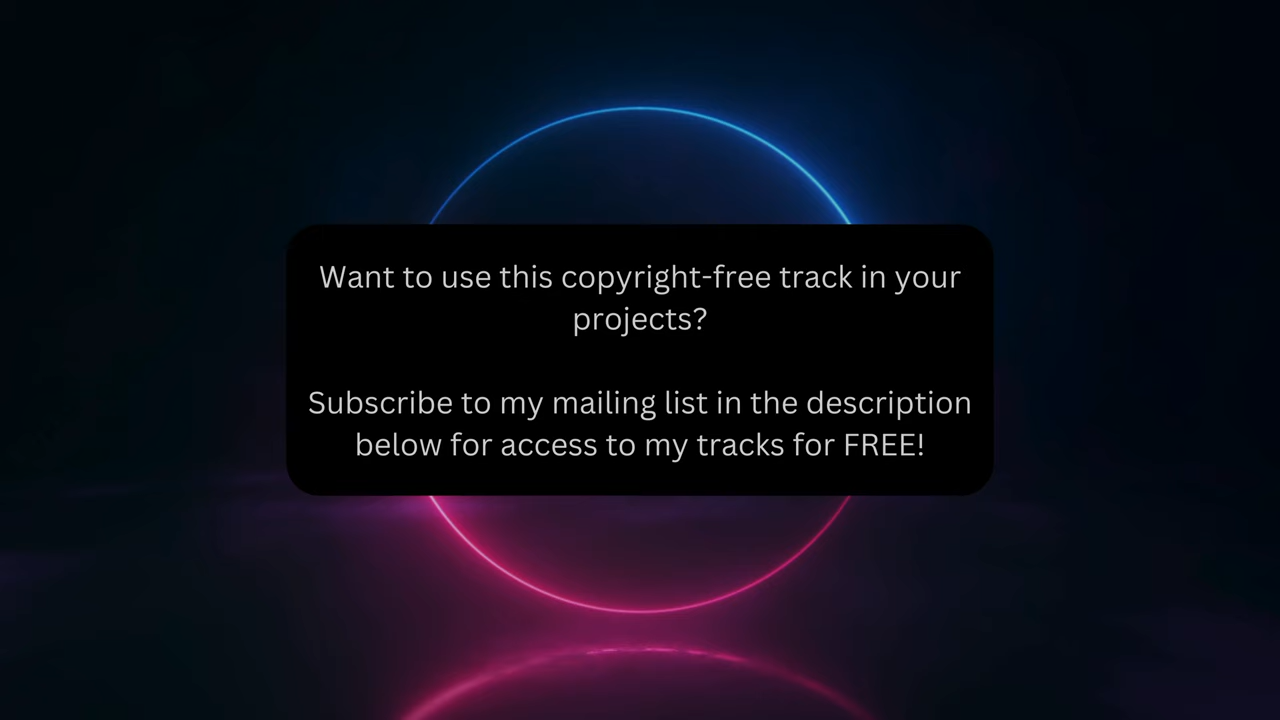 Want to use this copyright-free track in your
projects?
Subscribe to my mailing list in the description
below for access to my tracks for FREE!